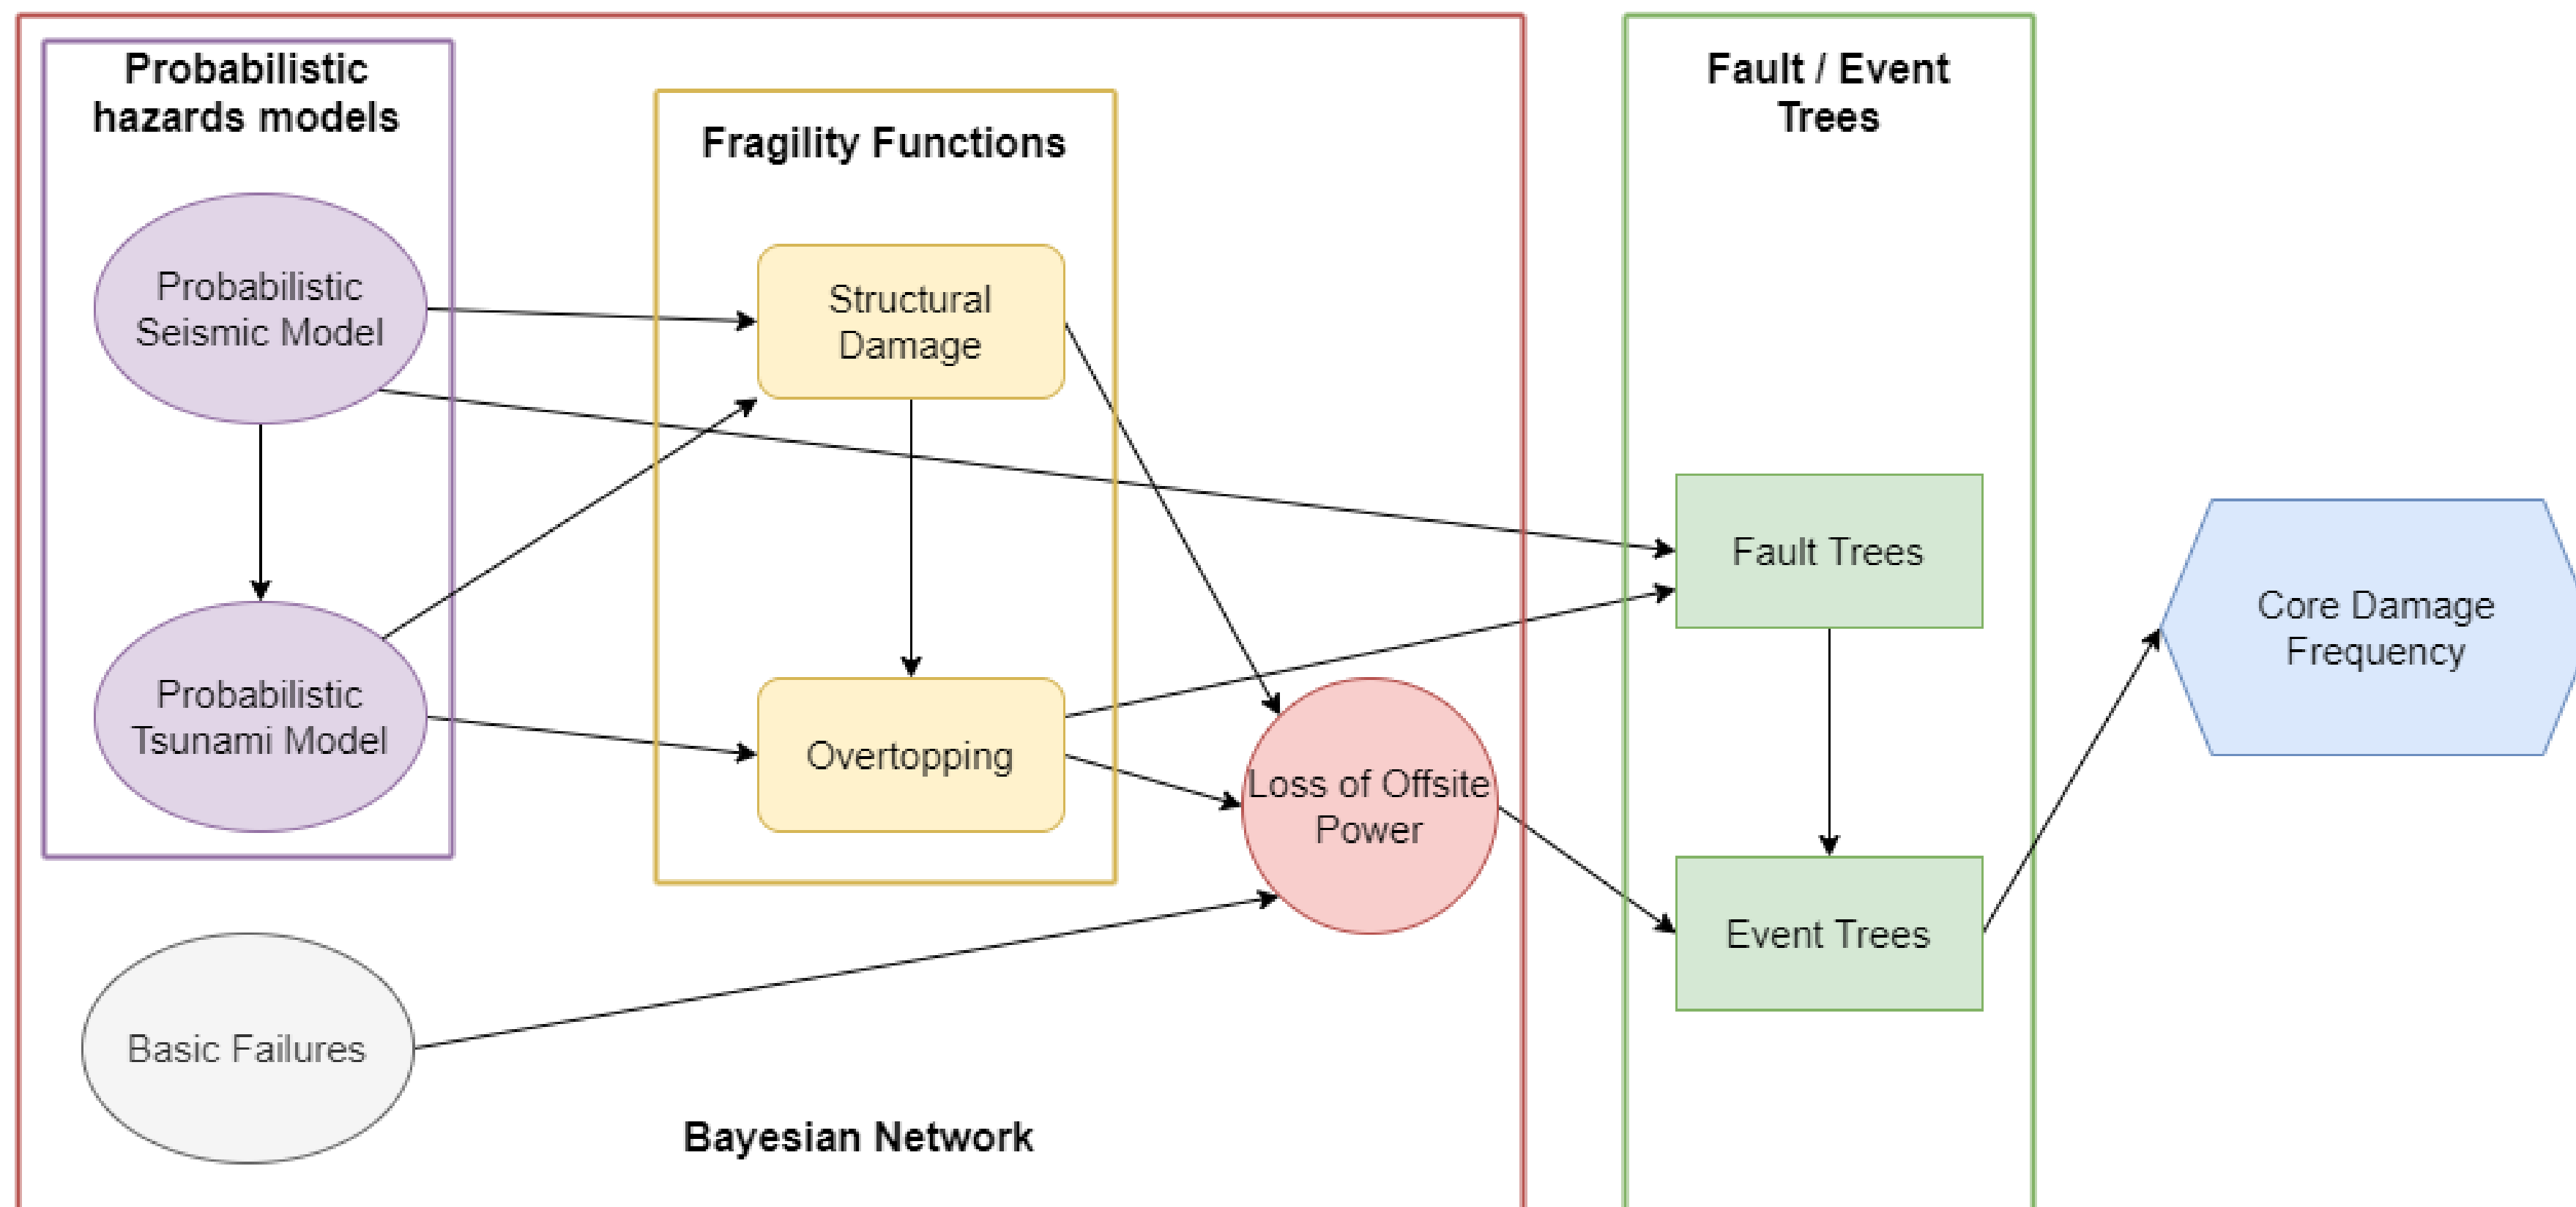 Probabilistic
hazards models
Fragility Functions
Fault / Event
Trees
Probabilistic
Seismic Model
Structural
Damage
Fault Trees
Core Damage
Frequency
Probabilistic
Tsunami Model
Overtopping
Loss of Offsite
Power
Event Trees
Basic Failures
Bayesian Network